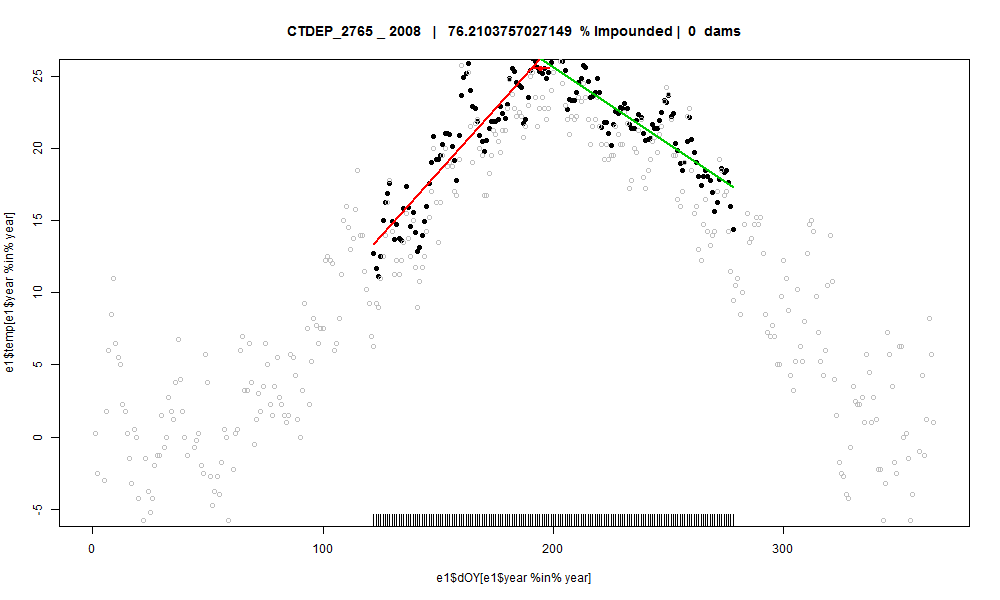 CTDEP_2765 _ 2008 | 76.2103757027149 % Impounded | 0 dams
e1$temp[e1$year %in% year]
25
20
15
10
5
0
-5
0 100 200 300
e1$dOY[e1$year %in% year]